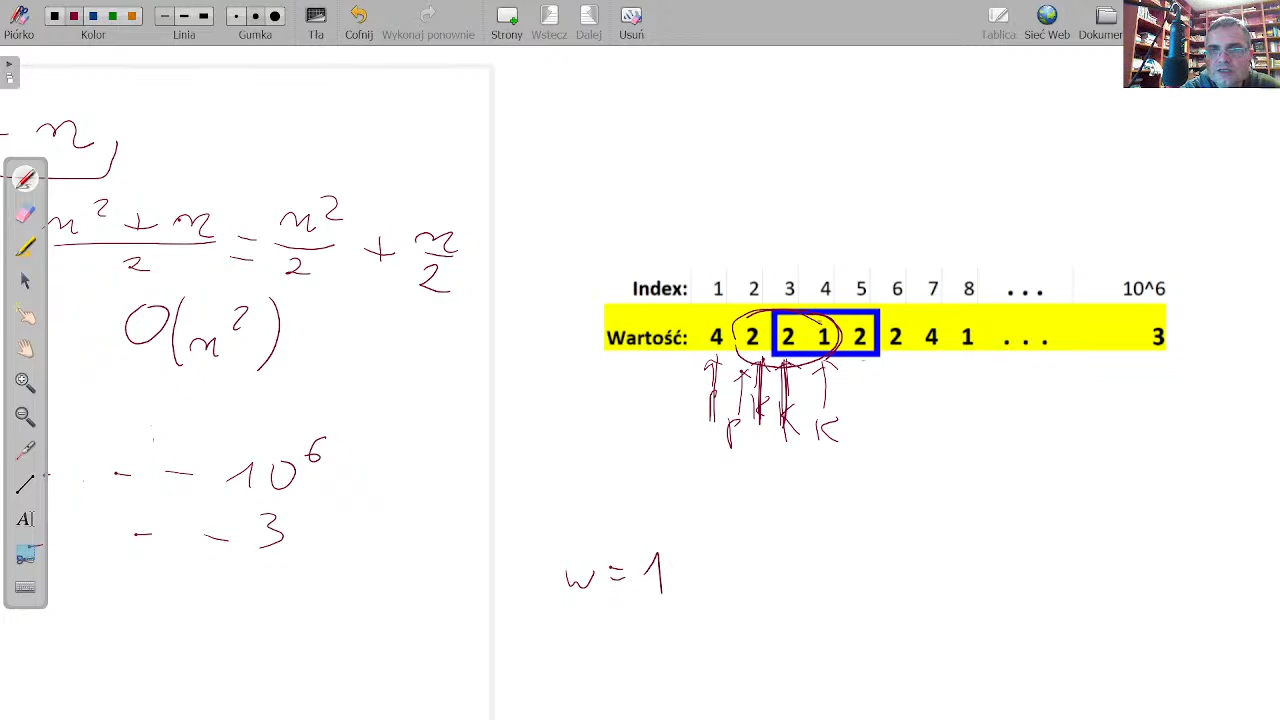 Piórko Kolor Linia Gumka Tła Cofnij Wykonaj ponownie Strony Wstecz Dalej Usuń Tablica Sieć Web Dokumen
- n
n² + n / 2 = n² / 2 + n / 2
O(n²)
- - 10⁶
- - 3
Index: 1 2 3 4 5 6 7 8 . . . 10^6
Wartość: 4 2 2 1 2 2 4 1 . . . 3
P K K
P K
w = 1
A